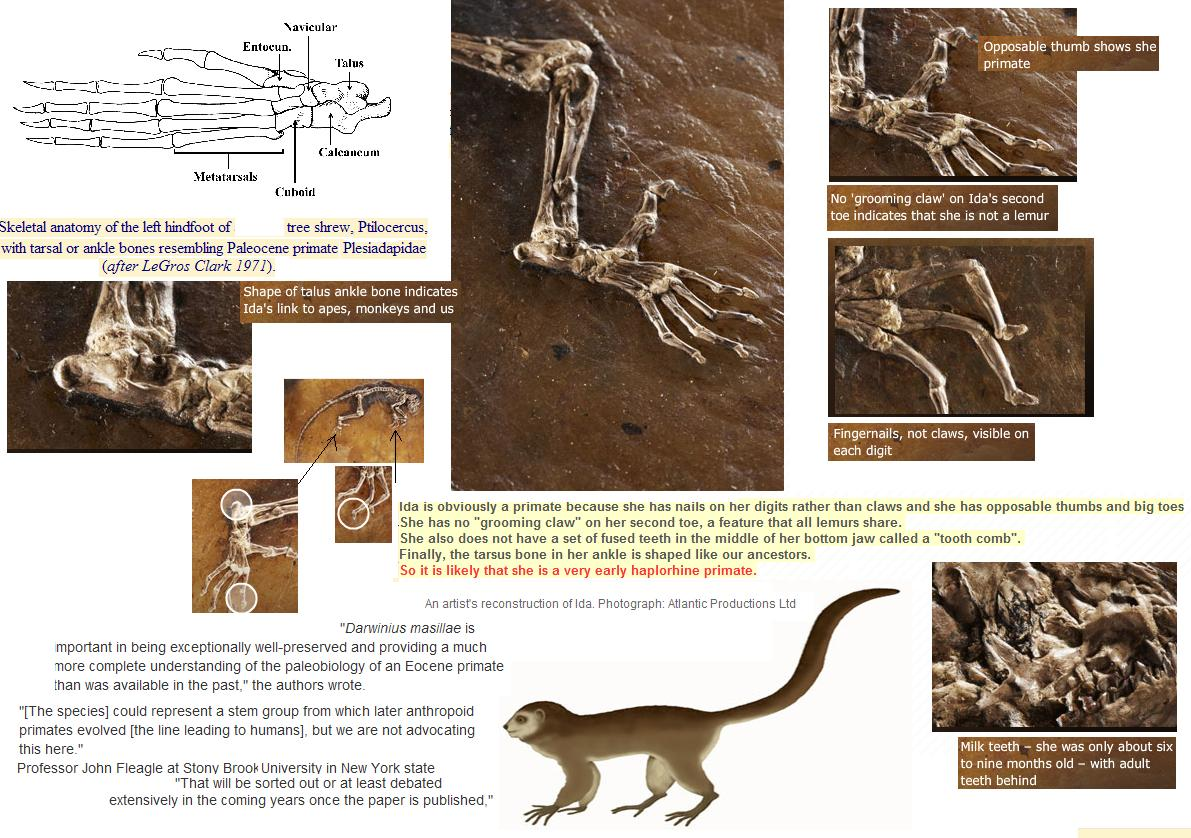 Navicular
Entocun.
Talus
Calcaneum
Metatarsals
Cuboid
Skeletal anatomy of the left hindfoot of tree shrew, Ptilocercus,
with tarsal or ankle bones resembling Paleocene primate Plesiadapidae
(after LeGros Clark 1971).
Shape of talus ankle bone indicates
Ida's link to apes, monkeys and us
Opposable thumb shows she
primate
No 'grooming claw' on Ida's second
toe indicates that she is not a lemur
Fingernails, not claws, visible on
each digit
Ida is obviously a primate because she has nails on her digits rather than claws and she has opposable thumbs and big toes
She has no "grooming claw" on her second toe, a feature that all lemurs share.
She also does not have a set of fused teeth in the middle of her bottom jaw called a "tooth comb".
Finally, the tarsus bone in her ankle is shaped like our ancestors.
So it is likely that she is a very early haplorhine primate.
An artist's reconstruction of Ida. Photograph: Atlantic Productions Ltd
"Darwinius masillae is
mportant in being exceptionally well-preserved and providing a much
more complete understanding of the paleobiology of an Eocene primate
than was available in the past," the authors wrote.
"[The species] could represent a stem group from which later anthropoid
primates evolved [the line leading to humans], but we are not advocating
this here."
Professor John Fleagle at Stony Brook University in New York state
"That will be sorted out or at least debated
extensively in the coming years once the paper is published,"
Milk teeth – she was only about six
to nine months old – with adult
teeth behind